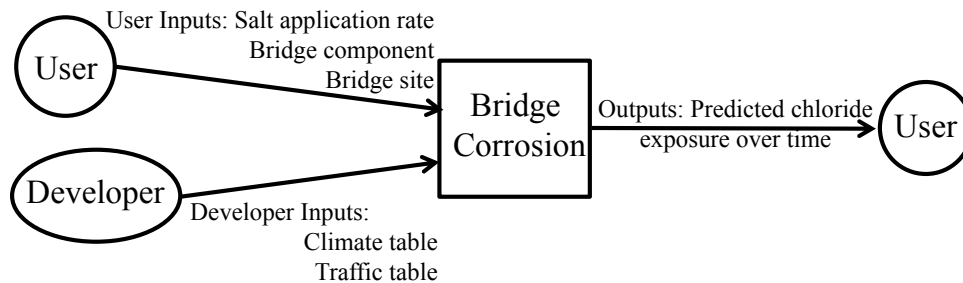 User Inputs: Salt application rate
Bridge component
Bridge site
User
Bridge
Corrosion
Outputs: Predicted chloride
exposure over time
User
Developer
Developer Inputs:
Climate table
Traffic table